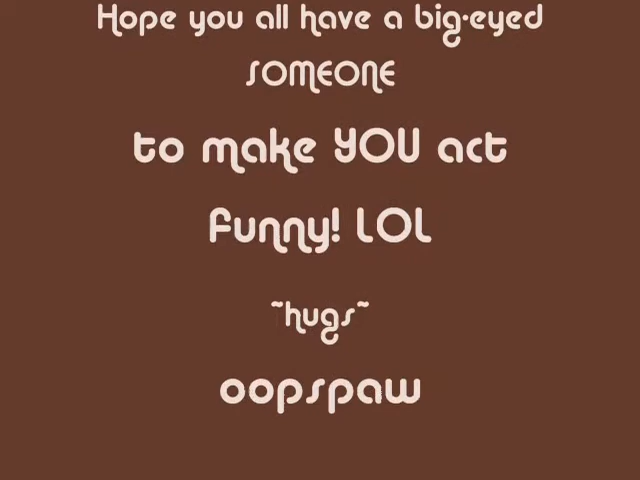 Hope you all have a big-eyed
SOMEONE
to make YOU act
funny! LOL
~hugs~
oopspaw